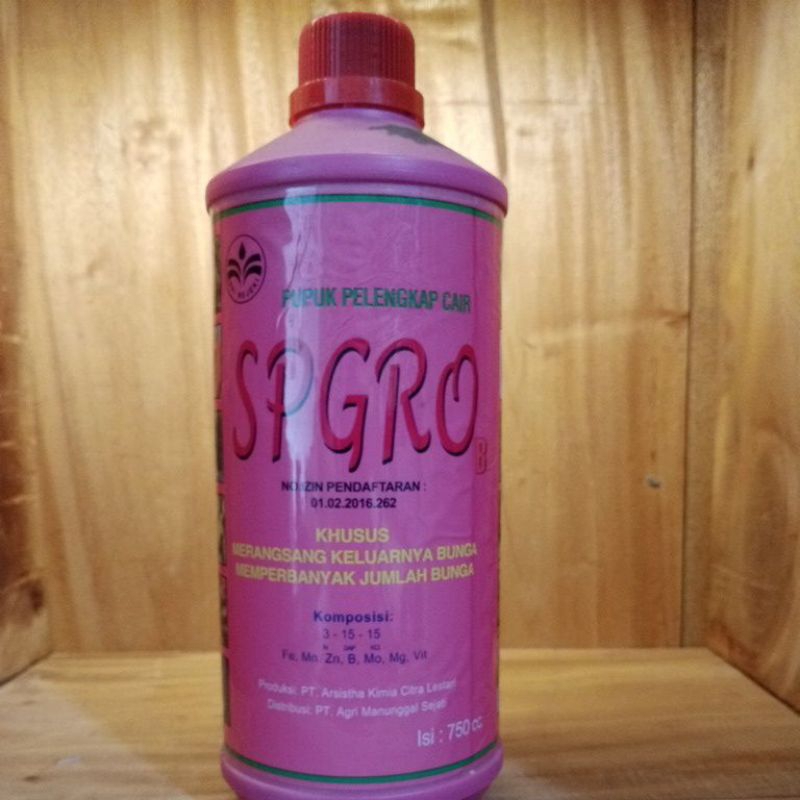 PUPUK PELENGKAP CAIR
SPGRO
B
NO.IZIN PENDAFTARAN :
01.02.2016.262
KHUSUS
MERANGSANG KELUARNYA BUNGA
MEMPERBANYAK JUMLAH BUNGA
Komposisi:
3 - 15 - 15
Fe, Mn, Zn, B, Mo, Mg, Vit
Produksi: PT. Arsistha Kimia Citra Lestari
Distribusi: PT. Agri Manunggal Sejati
Isi : 750 cc